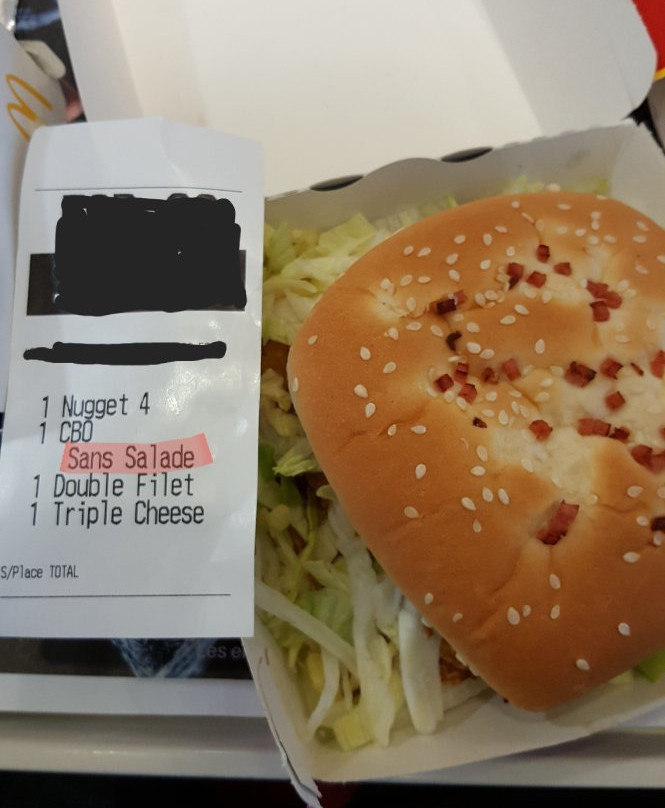 1 Nugget 4
1 CBO
Sans Salade
1 Double Filet
1 Triple Cheese
S/Place TOTAL